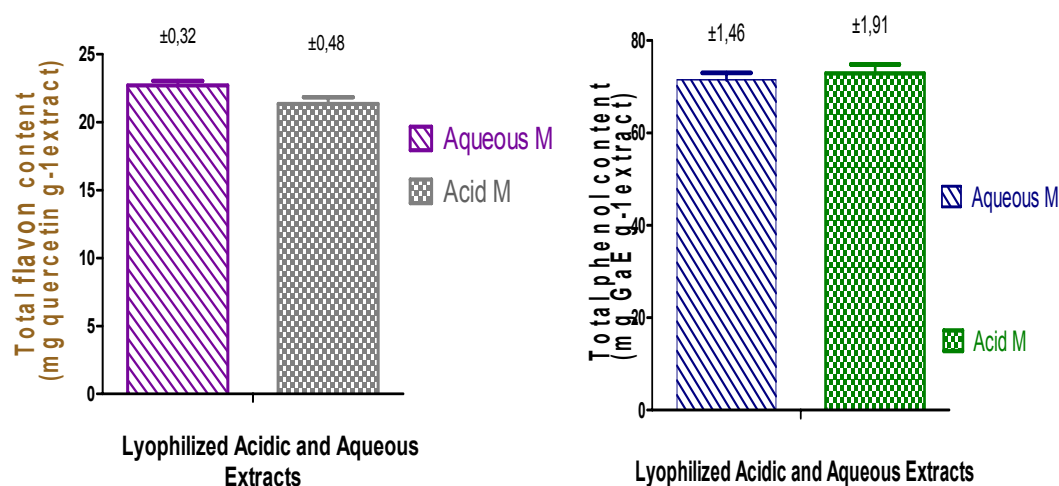 ±0,32
±0,48
25
20
15
10
5
0
Total flavon content
(mg quercetin g-1extract)
Aqueous M
Acid M
Lyophilized Acidic and Aqueous
Extracts
±1,46
±1,91
80
60
40
20
0
Total phenol content
(mg GaE g-1extract)
Aqueous M
Acid M
Lyophilized Acidic and Aqueous Extracts